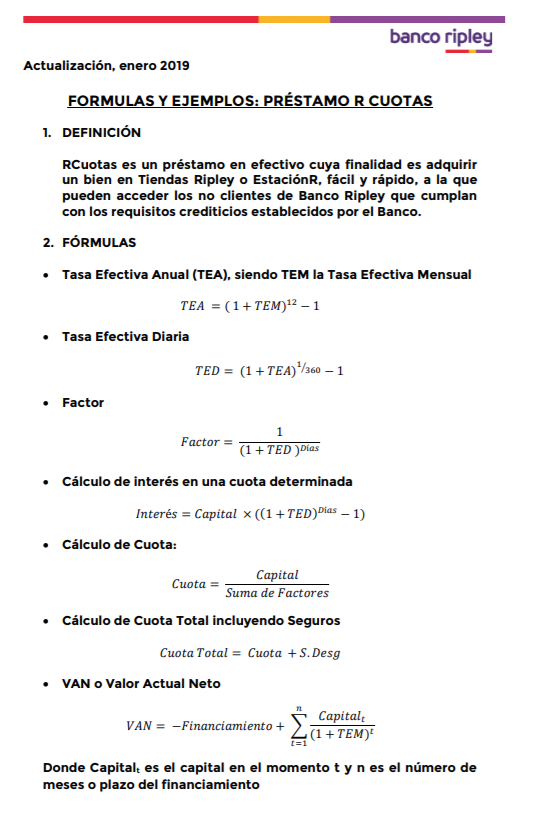 banco ripley
Actualización, enero 2019
FORMULAS Y EJEMPLOS: PRÉSTAMO R CUOTAS
1. DEFINICIÓN
RCuotas es un préstamo en efectivo cuya finalidad es adquirir
un bien en Tiendas Ripley o EstaciónR, fácil y rápido, a la que
pueden acceder los no clientes de Banco Ripley que cumplan
con los requisitos crediticios establecidos por el Banco.
2. FÓRMULAS
• Tasa Efectiva Anual (TEA), siendo TEM la Tasa Efectiva Mensual
TEA = (1 + TEM)^12 − 1
• Tasa Efectiva Diaria
TED = (1 + TEA)^1/360 − 1
• Factor
Factor = 1 / (1 + TED)^Dias
• Cálculo de interés en una cuota determinada
Interés = Capital × ((1 + TED)^Dias − 1)
• Cálculo de Cuota:
Cuota = Capital / Suma de Factores
• Cálculo de Cuota Total incluyendo Seguros
Cuota Total = Cuota + S.Desg
• VAN o Valor Actual Neto
VAN = −Financiamiento + ∑_{t=1}^{n} Capital_t / (1 + TEM)^t
Donde Capital_t es el capital en el momento t y n es el número de
meses o plazo del financiamiento